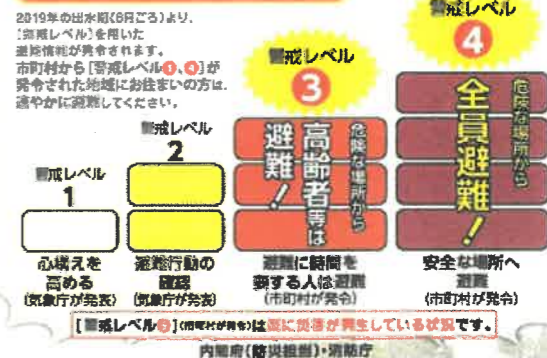 2019年の出水期(6月ごろ)より、
[警戒レベル]を用いた
避難情報が発令されます。
市町村から[警戒レベル3、4]が
発令された地域にお住まいの方は、
速やかに避難してください。
警戒レベル
1
心構えを
高める
(気象庁が発表)
警戒レベル
2
避難行動の
確認
(気象庁が発表)
警戒レベル
3
危険な場所から
高齢者等は
避難!
避難に時間を
要する人は避難
(市町村が発令)
警戒レベル
4
危険な場所から
全員避難!
安全な場所へ
避難
(市町村が発令)
[警戒レベル5](市町村が発令)は既に災害が発生している状況です。
内閣府(防災担当)・消防庁